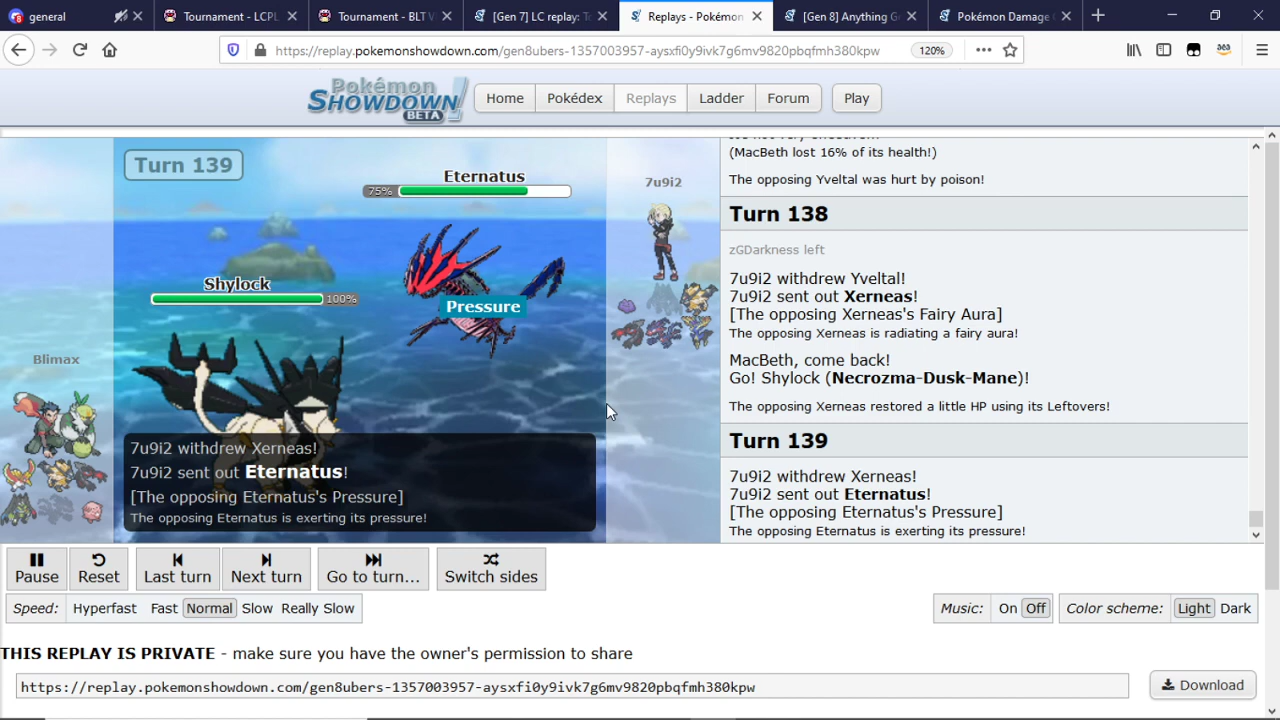 general
Tournament - LCPL
Tournament - BLT V
[Gen 7] LC replay: T
Replays - Pokémon
[Gen 8] Anything G
Pokémon Damage
https://replay.pokemonshowdown.com/gen8ubers-1357003957-aysxfi0y9ivk7g6mv9820pbqfmh380kpw
120%
Pokémon
SHOWDOWN!
BETA
Home
Pokédex
Replays
Ladder
Forum
Play
Turn 139
Eternatus
75%
Pressure
Shylock
100%
Blimax
7u9i2
7u9i2 withdrew Xerneas!
7u9i2 sent out Eternatus!
[The opposing Eternatus's Pressure]
The opposing Eternatus is exerting its pressure!
(MacBeth lost 16% of its health!)
The opposing Yveltal was hurt by poison!
Turn 138
zGDarkness left
7u9i2 withdrew Yveltal!
7u9i2 sent out Xerneas!
[The opposing Xerneas's Fairy Aura]
The opposing Xerneas is radiating a fairy aura!
MacBeth, come back!
Go! Shylock (Necrozma-Dusk-Mane)!
The opposing Xerneas restored a little HP using its Leftovers!
Turn 139
7u9i2 withdrew Xerneas!
7u9i2 sent out Eternatus!
[The opposing Eternatus's Pressure]
The opposing Eternatus is exerting its pressure!
Pause
Reset
Last turn
Next turn
Go to turn...
Switch sides
Speed:
Hyperfast
Fast
Normal
Slow
Really Slow
Music:
On
Off
Color scheme:
Light
Dark
THIS REPLAY IS PRIVATE - make sure you have the owner's permission to share
https://replay.pokemonshowdown.com/gen8ubers-1357003957-aysxfi0y9ivk7g6mv9820pbqfmh380kpw
Download